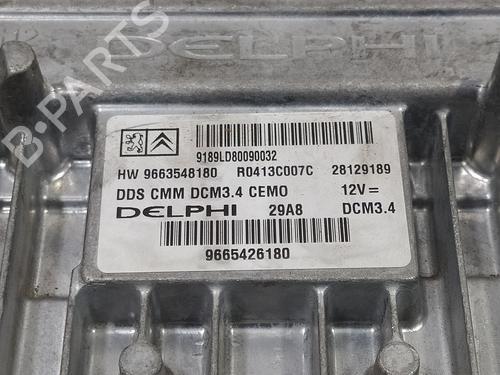 DELPHI
B-PARTS
9189LD80090032
HW 9663548180 R0413C007C 28129189
DDS CMM DCM3.4 CEMO 12V=
DELPHI 29A8 DCM3.4
9665426180